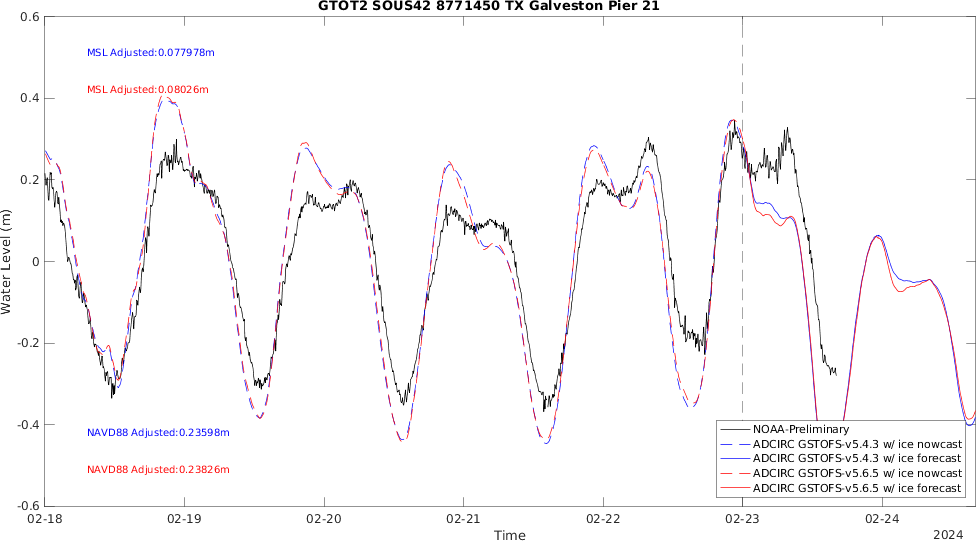 GTOT2 SOUS42 8771450 TX Galveston Pier 21
0.6
0.4
0.2
0
-0.2
-0.4
-0.6
Water Level (m)
MSL Adjusted:0.077978m
MSL Adjusted:0.08026m
NAVD88 Adjusted:0.23598m
NAVD88 Adjusted:0.23826m
NOAA-Preliminary
ADCIRC GSTOFS-v5.4.3 w/ ice nowcast
ADCIRC GSTOFS-v5.4.3 w/ ice forecast
ADCIRC GSTOFS-v5.6.5 w/ ice nowcast
ADCIRC GSTOFS-v5.6.5 w/ ice forecast
02-18 02-19 02-20 02-21 02-22 02-23 02-24
Time
2024